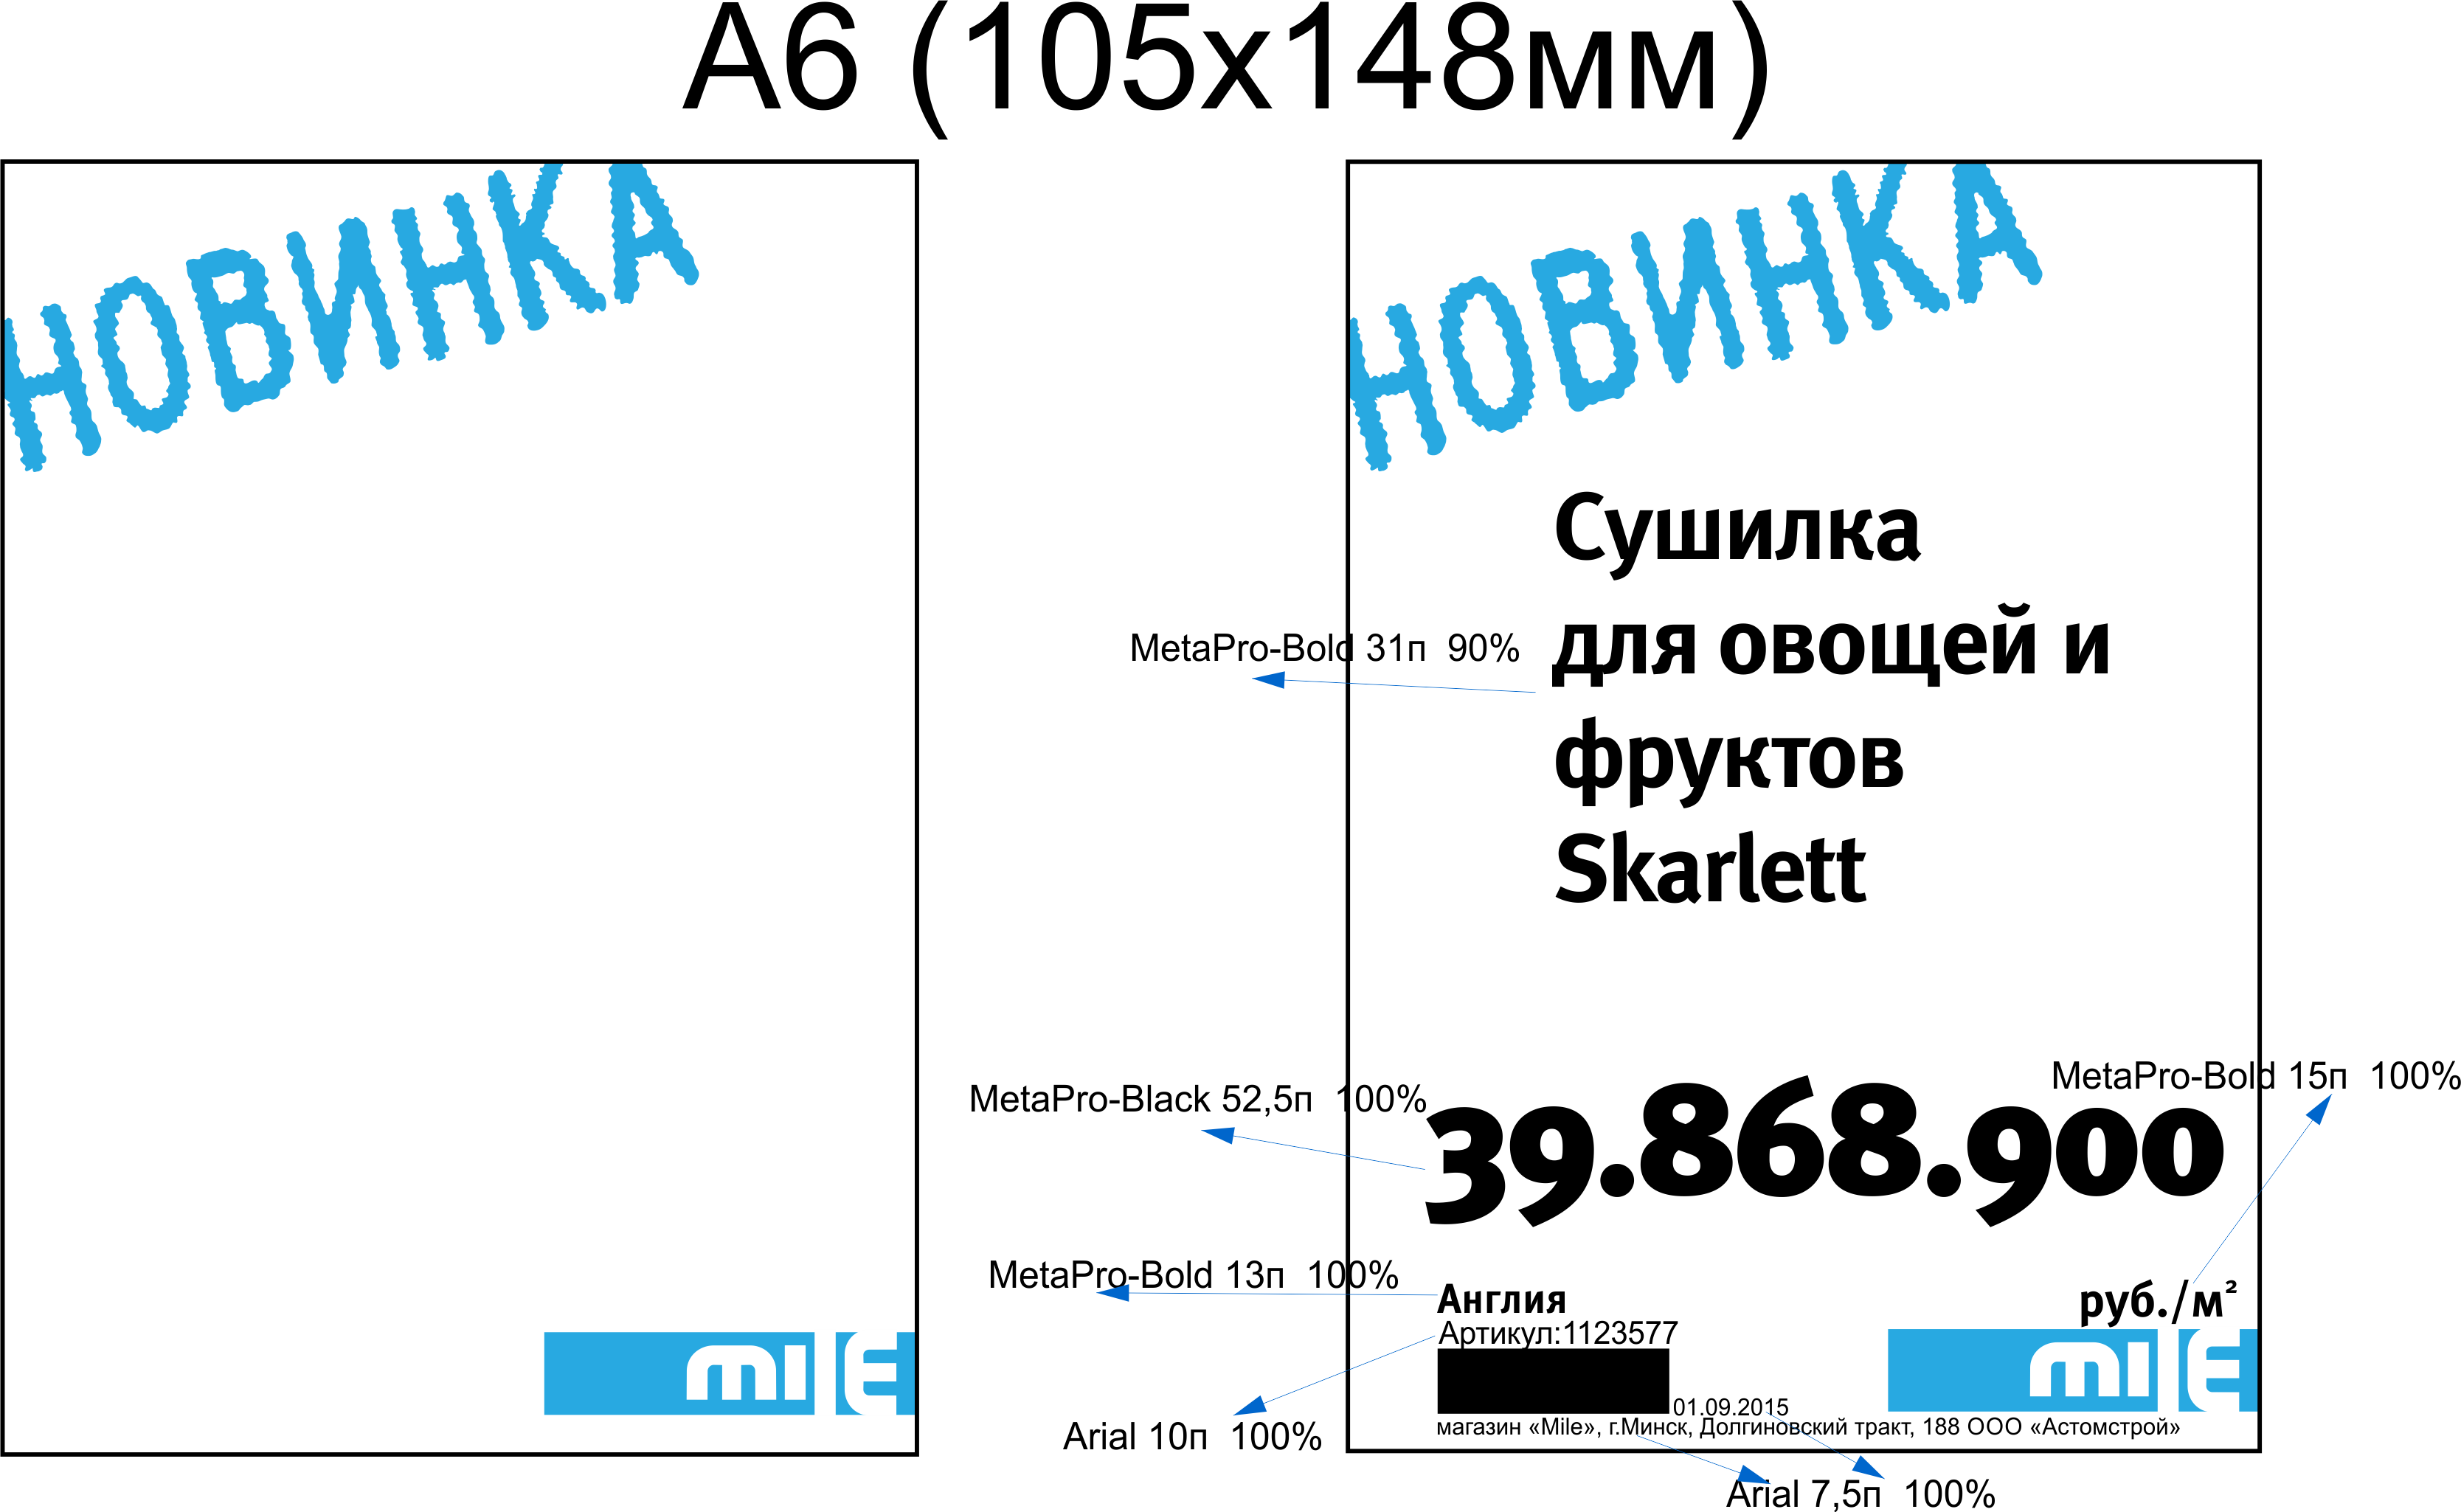 А6 (105х148мм)
НОВИНКА
НОВИНКА
Сушилка
для овощей и
фруктов
Skarlett
MetaPro-Bold 31п 90%
MetaPro-Black 52,5п 100%
MetaPro-Bold 15п 100%
39.868.900
MetaPro-Bold 13п 100%
Англия
руб./м²
Артикул:1123577
01.09.2015
магазин «Mile», г.Минск, Долгиновский тракт, 188 ООО «Астомстрой»
Arial 10п 100%
Arial 7,5п 100%
MILE
MILE